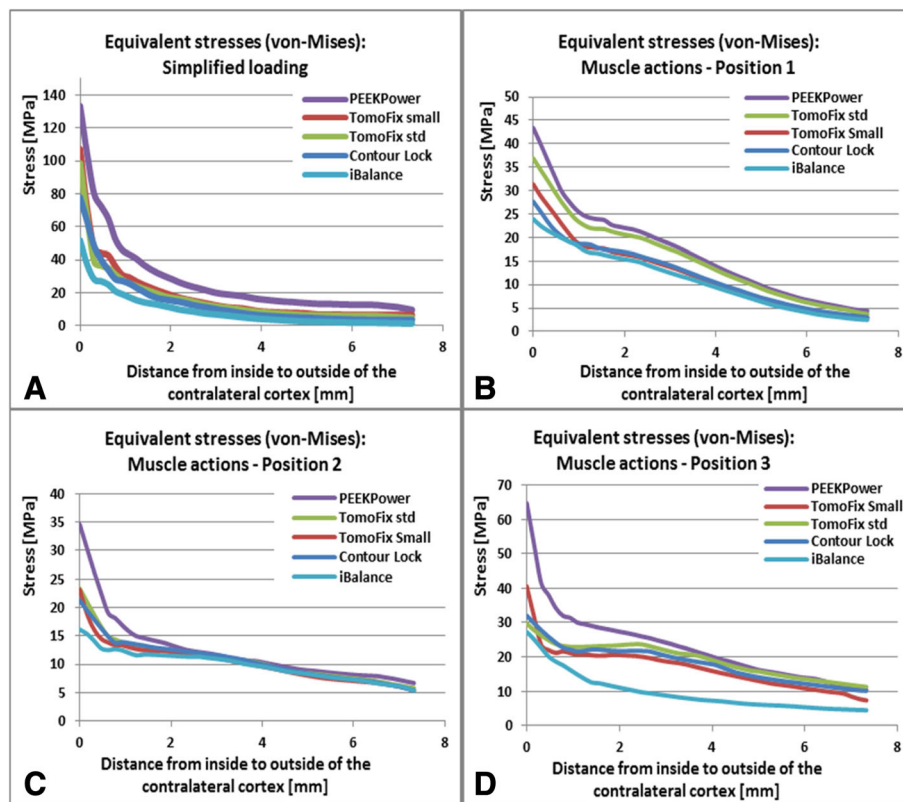 Equivalent stresses (von-Mises):
Simplified loading
Stress [MPa]
140
120
100
80
60
40
20
0
0
2
4
6
8
PEEKPower
TomoFix small
TomoFix std
Contour Lock
iBalance
Distance from inside to outside of the
contralateral cortex [mm]
A
Equivalent stresses (von-Mises):
Muscle actions - Position 1
Stress [MPa]
50
45
40
35
30
25
20
15
10
5
0
0
2
4
6
8
PEEKPower
TomoFix std
TomoFix Small
Contour Lock
iBalance
Distance from inside to outside of the
contralateral cortex [mm]
B
Equivalent stresses (von-Mises):
Muscle actions - Position 2
Stress [MPa]
40
35
30
25
20
15
10
5
0
0
2
4
6
8
PEEKPower
TomoFix std
TomoFix Small
Contour Lock
iBalance
Distance from inside to outside of the
contralateral cortex [mm]
C
Equivalent stresses (von-Mises):
Muscle actions - Position 3
Stress [MPa]
70
60
50
40
30
20
10
0
0
2
4
6
8
PEEKPower
TomoFix Small
TomoFix std
Contour Lock
iBalance
Distance from inside to outside of the
contralateral cortex [mm]
D